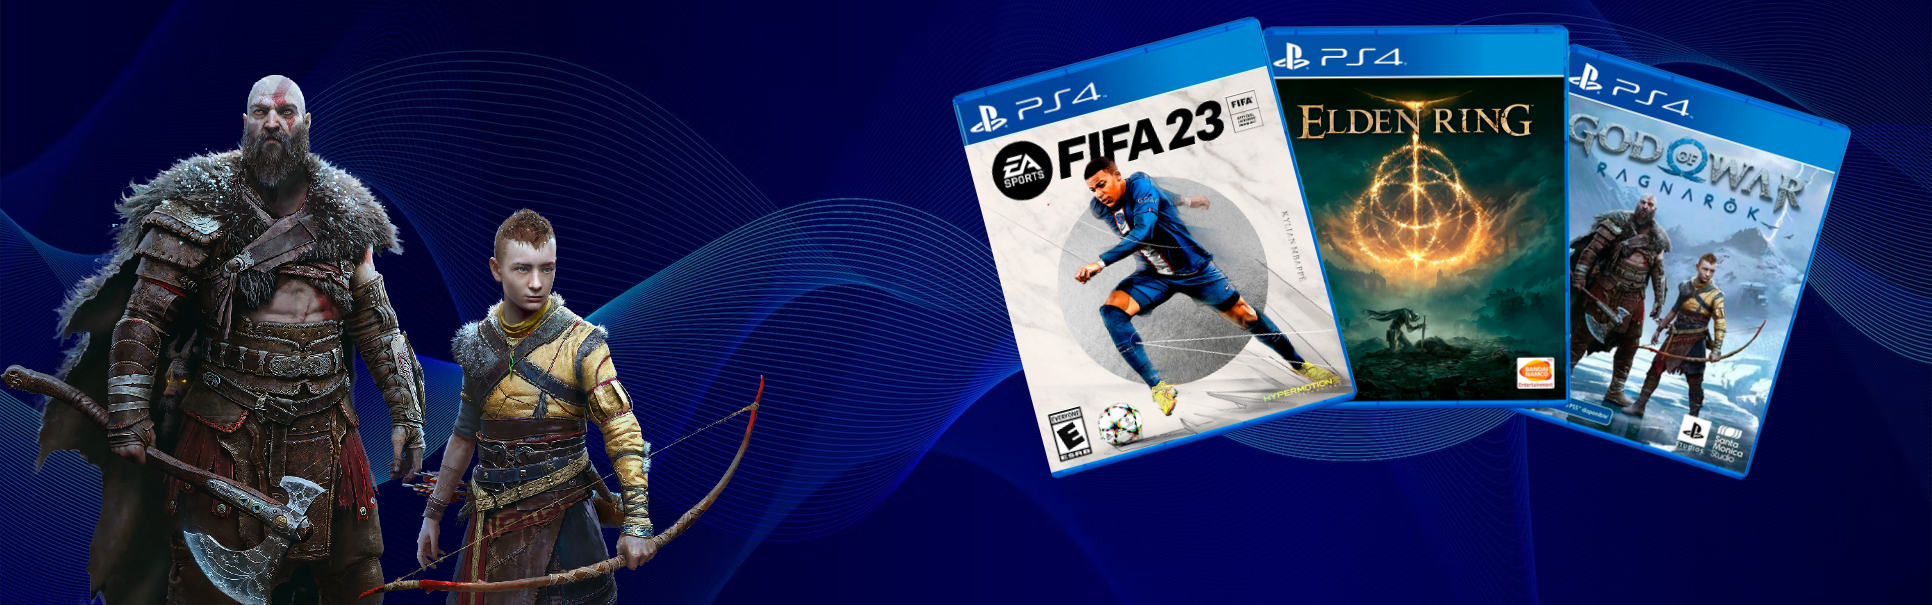 PS4
EA
SPORTS
FIFA 23
FIFA
KYLIAN MBAPPÉ
HYPERMOTION
EVERYONE
E
ESRB
PS4
ELDEN RING
BANDAI
NAMCO
Entertainment
PS4
GOD OF WAR
RAGNARÖK
Santa
Monica
Studio